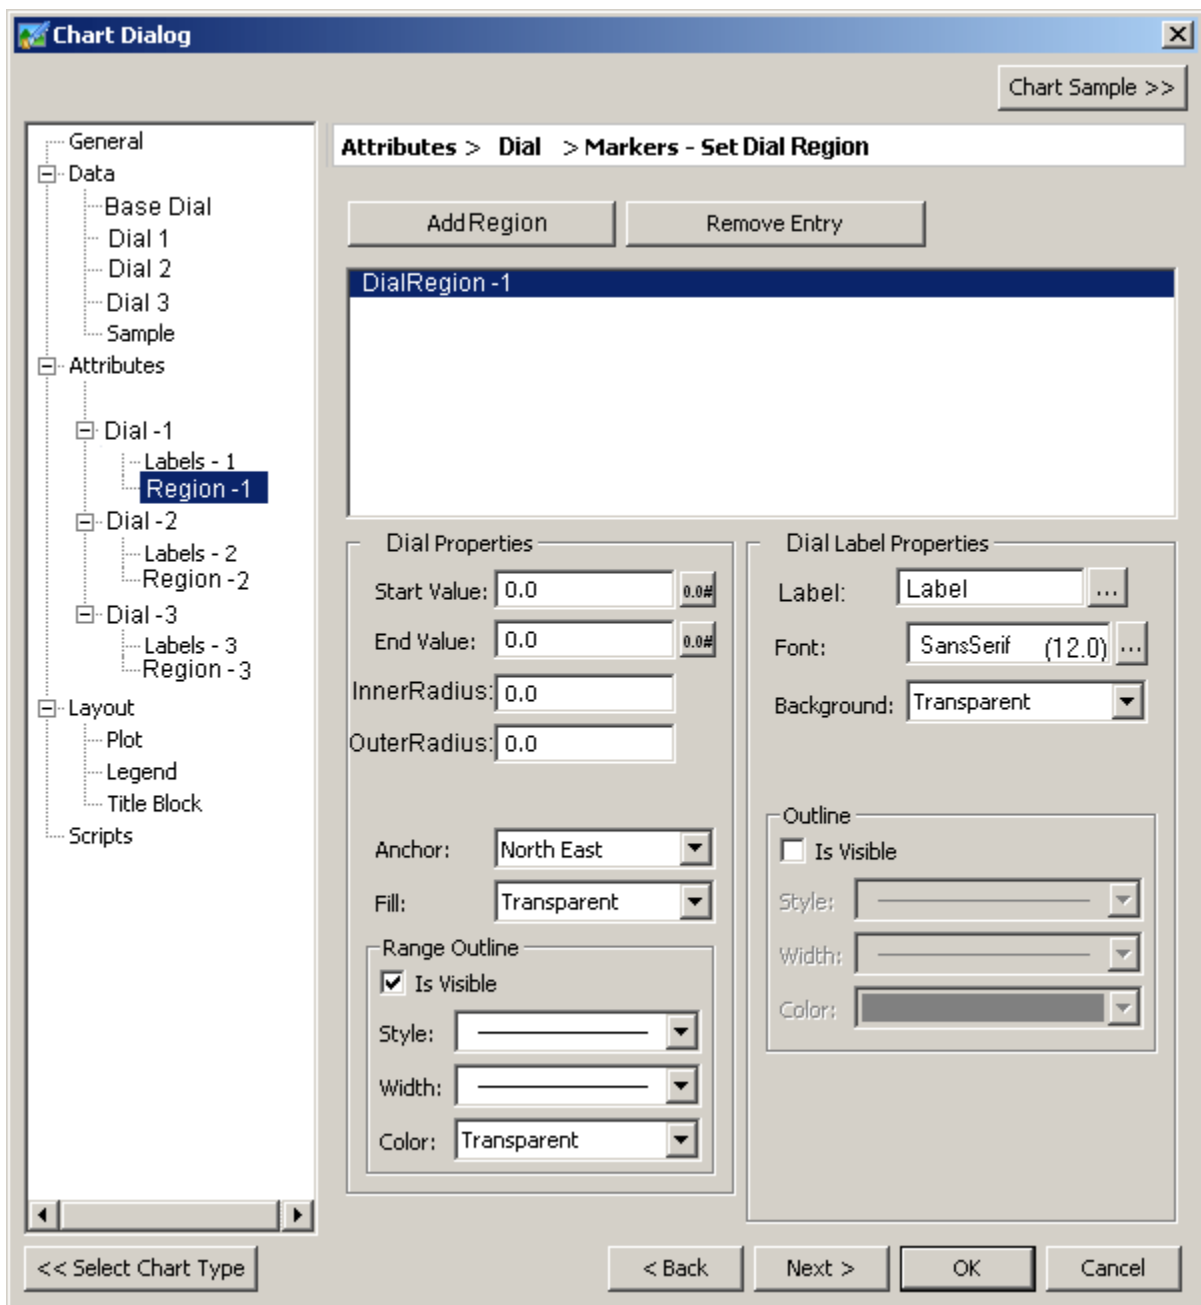 Chart Dialog
Chart Sample >>
General
Data
Base Dial
Dial 1
Dial 2
Dial 3
Sample
Attributes
Dial -1
Labels - 1
Region -1
Dial -2
Labels - 2
Region -2
Dial -3
Labels - 3
Region -3
Layout
Plot
Legend
Title Block
Scripts
Attributes > Dial > Markers - Set Dial Region
Add Region Remove Entry
DialRegion -1
Dial Properties
Start Value: 0.0 0.0#
End Value: 0.0 0.0#
InnerRadius: 0.0
OuterRadius: 0.0
Anchor: North East
Fill: Transparent
Range Outline
Is Visible
Style:
Width:
Color: Transparent
Dial Label Properties
Label: Label ...
Font: SansSerif (12.0) ...
Background: Transparent
Outline
Is Visible
Style:
Width:
Color:
<< Select Chart Type < Back Next > OK Cancel